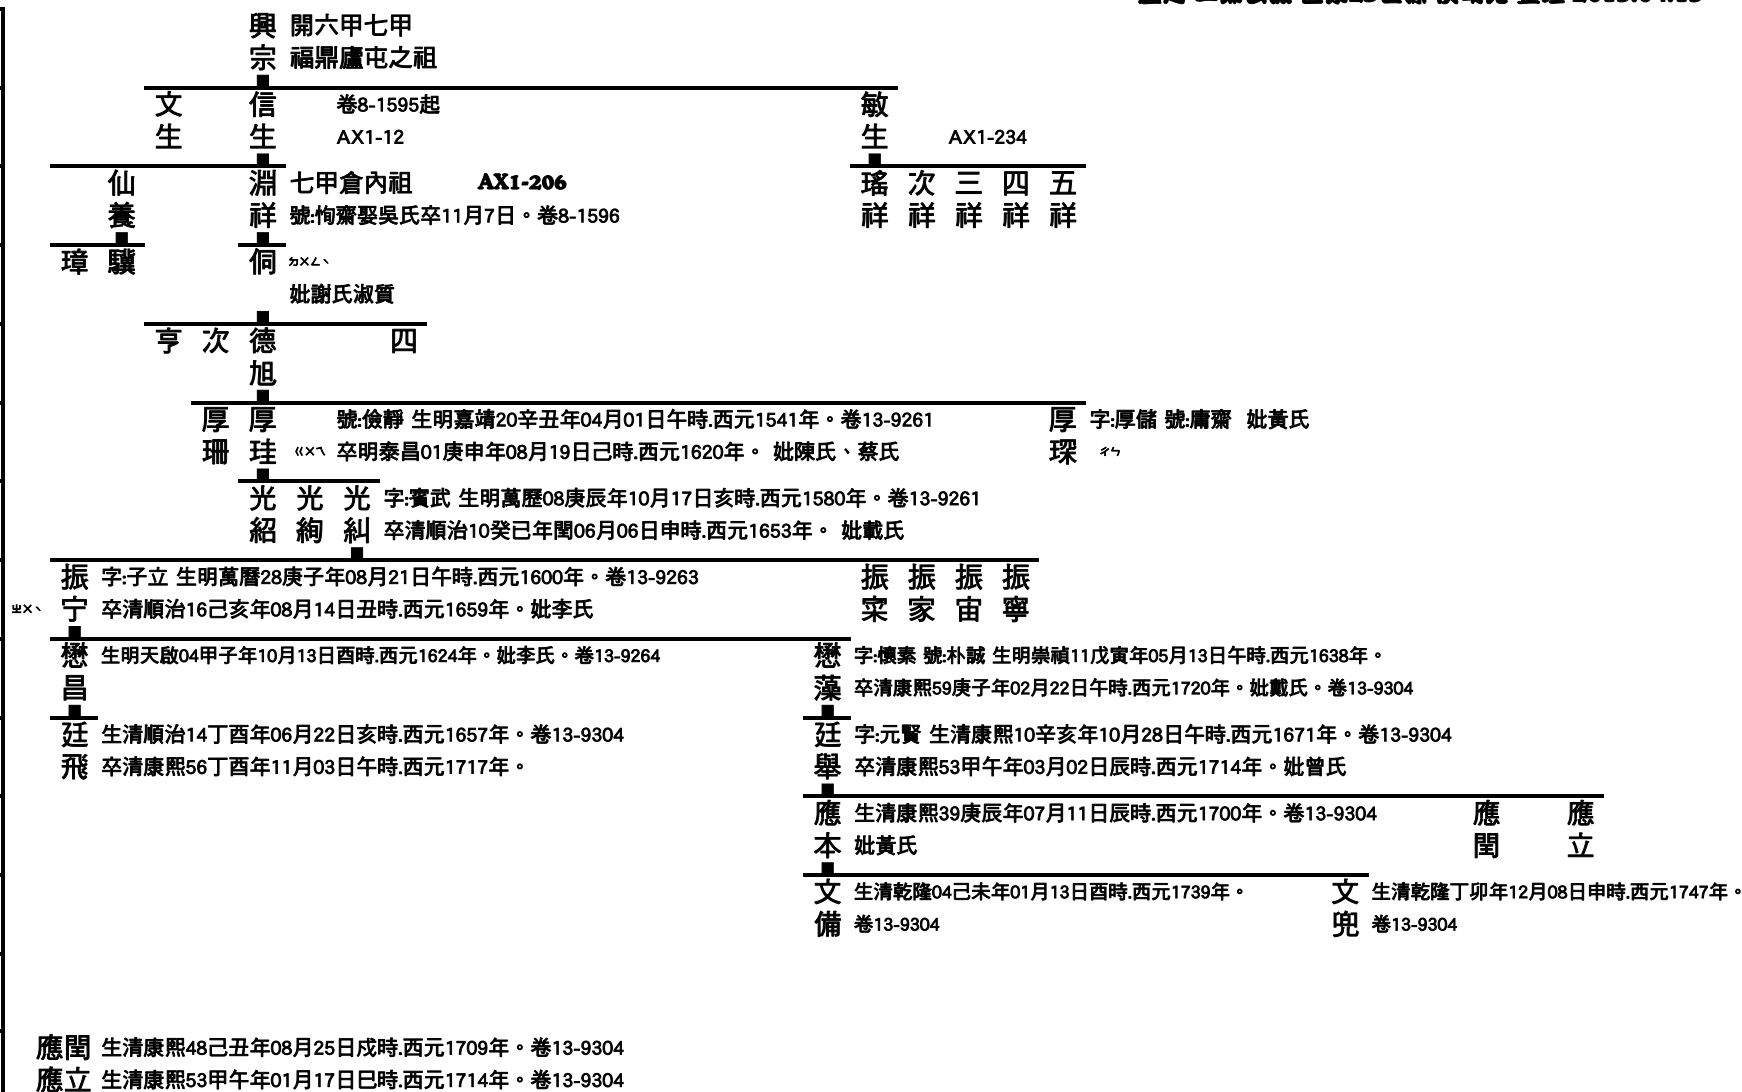 興宗 開六甲七甲
福鼎廬屯之祖
文生 信生 卷8-1595起 敏生
AX1-12 AX1-234
仙養 淵祥 七甲倉內祖 AX1-206 瑤祥 次祥 三祥 四祥 五祥
號:恂齋娶吳氏卒11月7日。卷8-1596
璋 驥 侗 ㄉㄨㄥˋ
妣謝氏淑質
亨 次 德旭 四
厚珊 厚珪 ㄍㄨㄟ 號:儉靜 生明嘉靖20辛丑年04月01日午時.西元1541年。卷13-9261
卒明泰昌01庚申年08月19日己時.西元1620年。 妣陳氏、蔡氏
厚琛 ㄔㄣ 字:厚儲 號:庸齋 妣黃氏
光紹 光絢 光糾 字:賓武 生明萬歷08庚辰年10月17日亥時.西元1580年。卷13-9261
卒清順治10癸已年閏06月06日申時.西元1653年。 妣載氏
ㄓㄨˋ 振宁 字:子立 生明萬曆28庚子年08月21日午時.西元1600年。卷13-9263
卒清順治16己亥年08月14日丑時.西元1659年。妣李氏
振寀 振家 振宙 振寧
懋昌 生明天啟04甲子年10月13日酉時.西元1624年。妣李氏。卷13-9264
懋藻 字:懷素 號:朴誠 生明崇禎11戊寅年05月13日午時.西元1638年。
卒清康熙59庚子年02月22日午時.西元1720年。妣戴氏。卷13-9304
廷飛 生清順治14丁酉年06月22日亥時.西元1657年。卷13-9304
卒清康熙56丁酉年11月03日午時.西元1717年。
廷舉 字:元賢 生清康熙10辛亥年10月28日午時.西元1671年。卷13-9304
卒清康熙53甲午年03月02日辰時.西元1714年。妣曾氏
應本 生清康熙39庚辰年07月11日辰時.西元1700年。卷13-9304 應閏 應立
妣黃氏
文備 生清乾隆04己未年01月13日酉時.西元1739年。
卷13-9304
文兜 生清乾隆丁卯年12月08日申時.西元1747年。
卷13-9304
應閏 生清康熙48己丑年08月25日戍時.西元1709年。卷13-9304
應立 生清康熙53甲午年01月17日巳時.西元1714年。卷13-9304